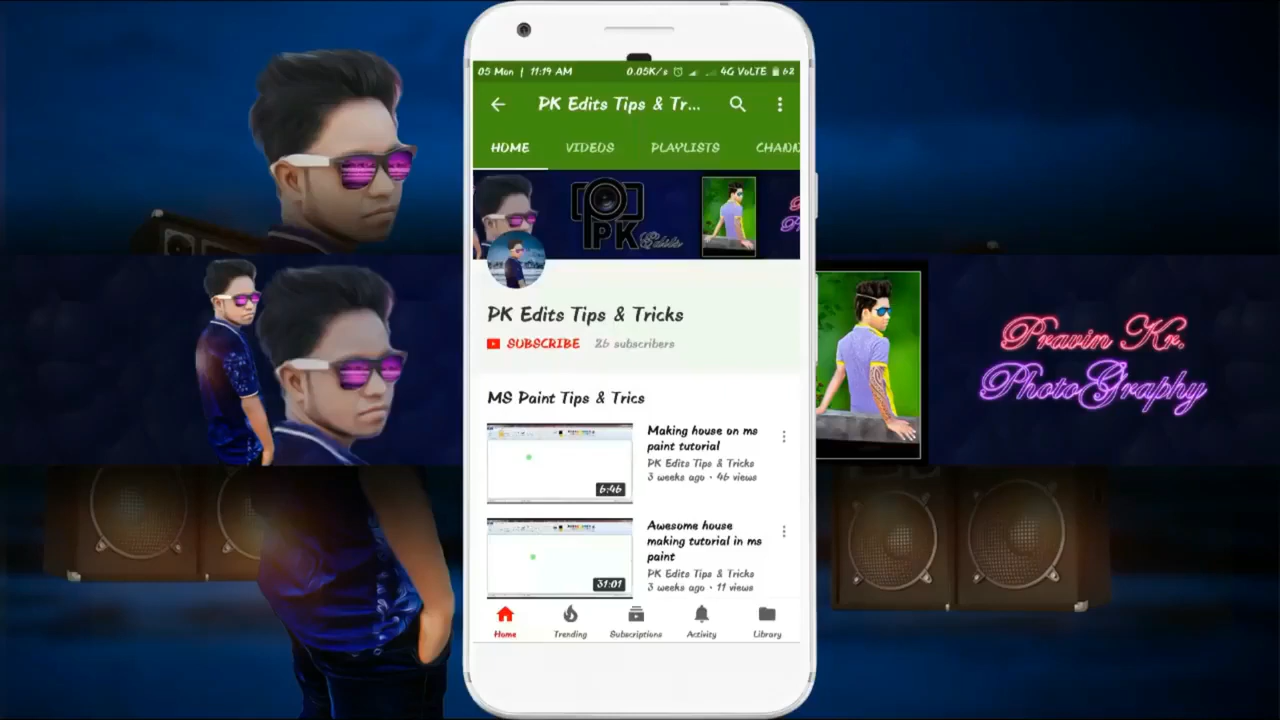 05 Mon | 11:19 AM 0.05K/s 4G VoLTE 62
PK Edits Tips & Tr...
HOME VIDEOS PLAYLISTS CHANN
PK Edits
PK Edits Tips & Tricks
SUBSCRIBE 26 subscribers
MS Paint Tips & Trics
Making house on ms
paint tutorial
PK Edits Tips & Tricks
3 weeks ago • 46 views
6:46
Awesome house
making tutorial in ms
paint
PK Edits Tips & Tricks
3 weeks ago • 11 views
31:01
Home Trending Subscriptions Activity Library
Pravin Kr.
PhotoGraphy